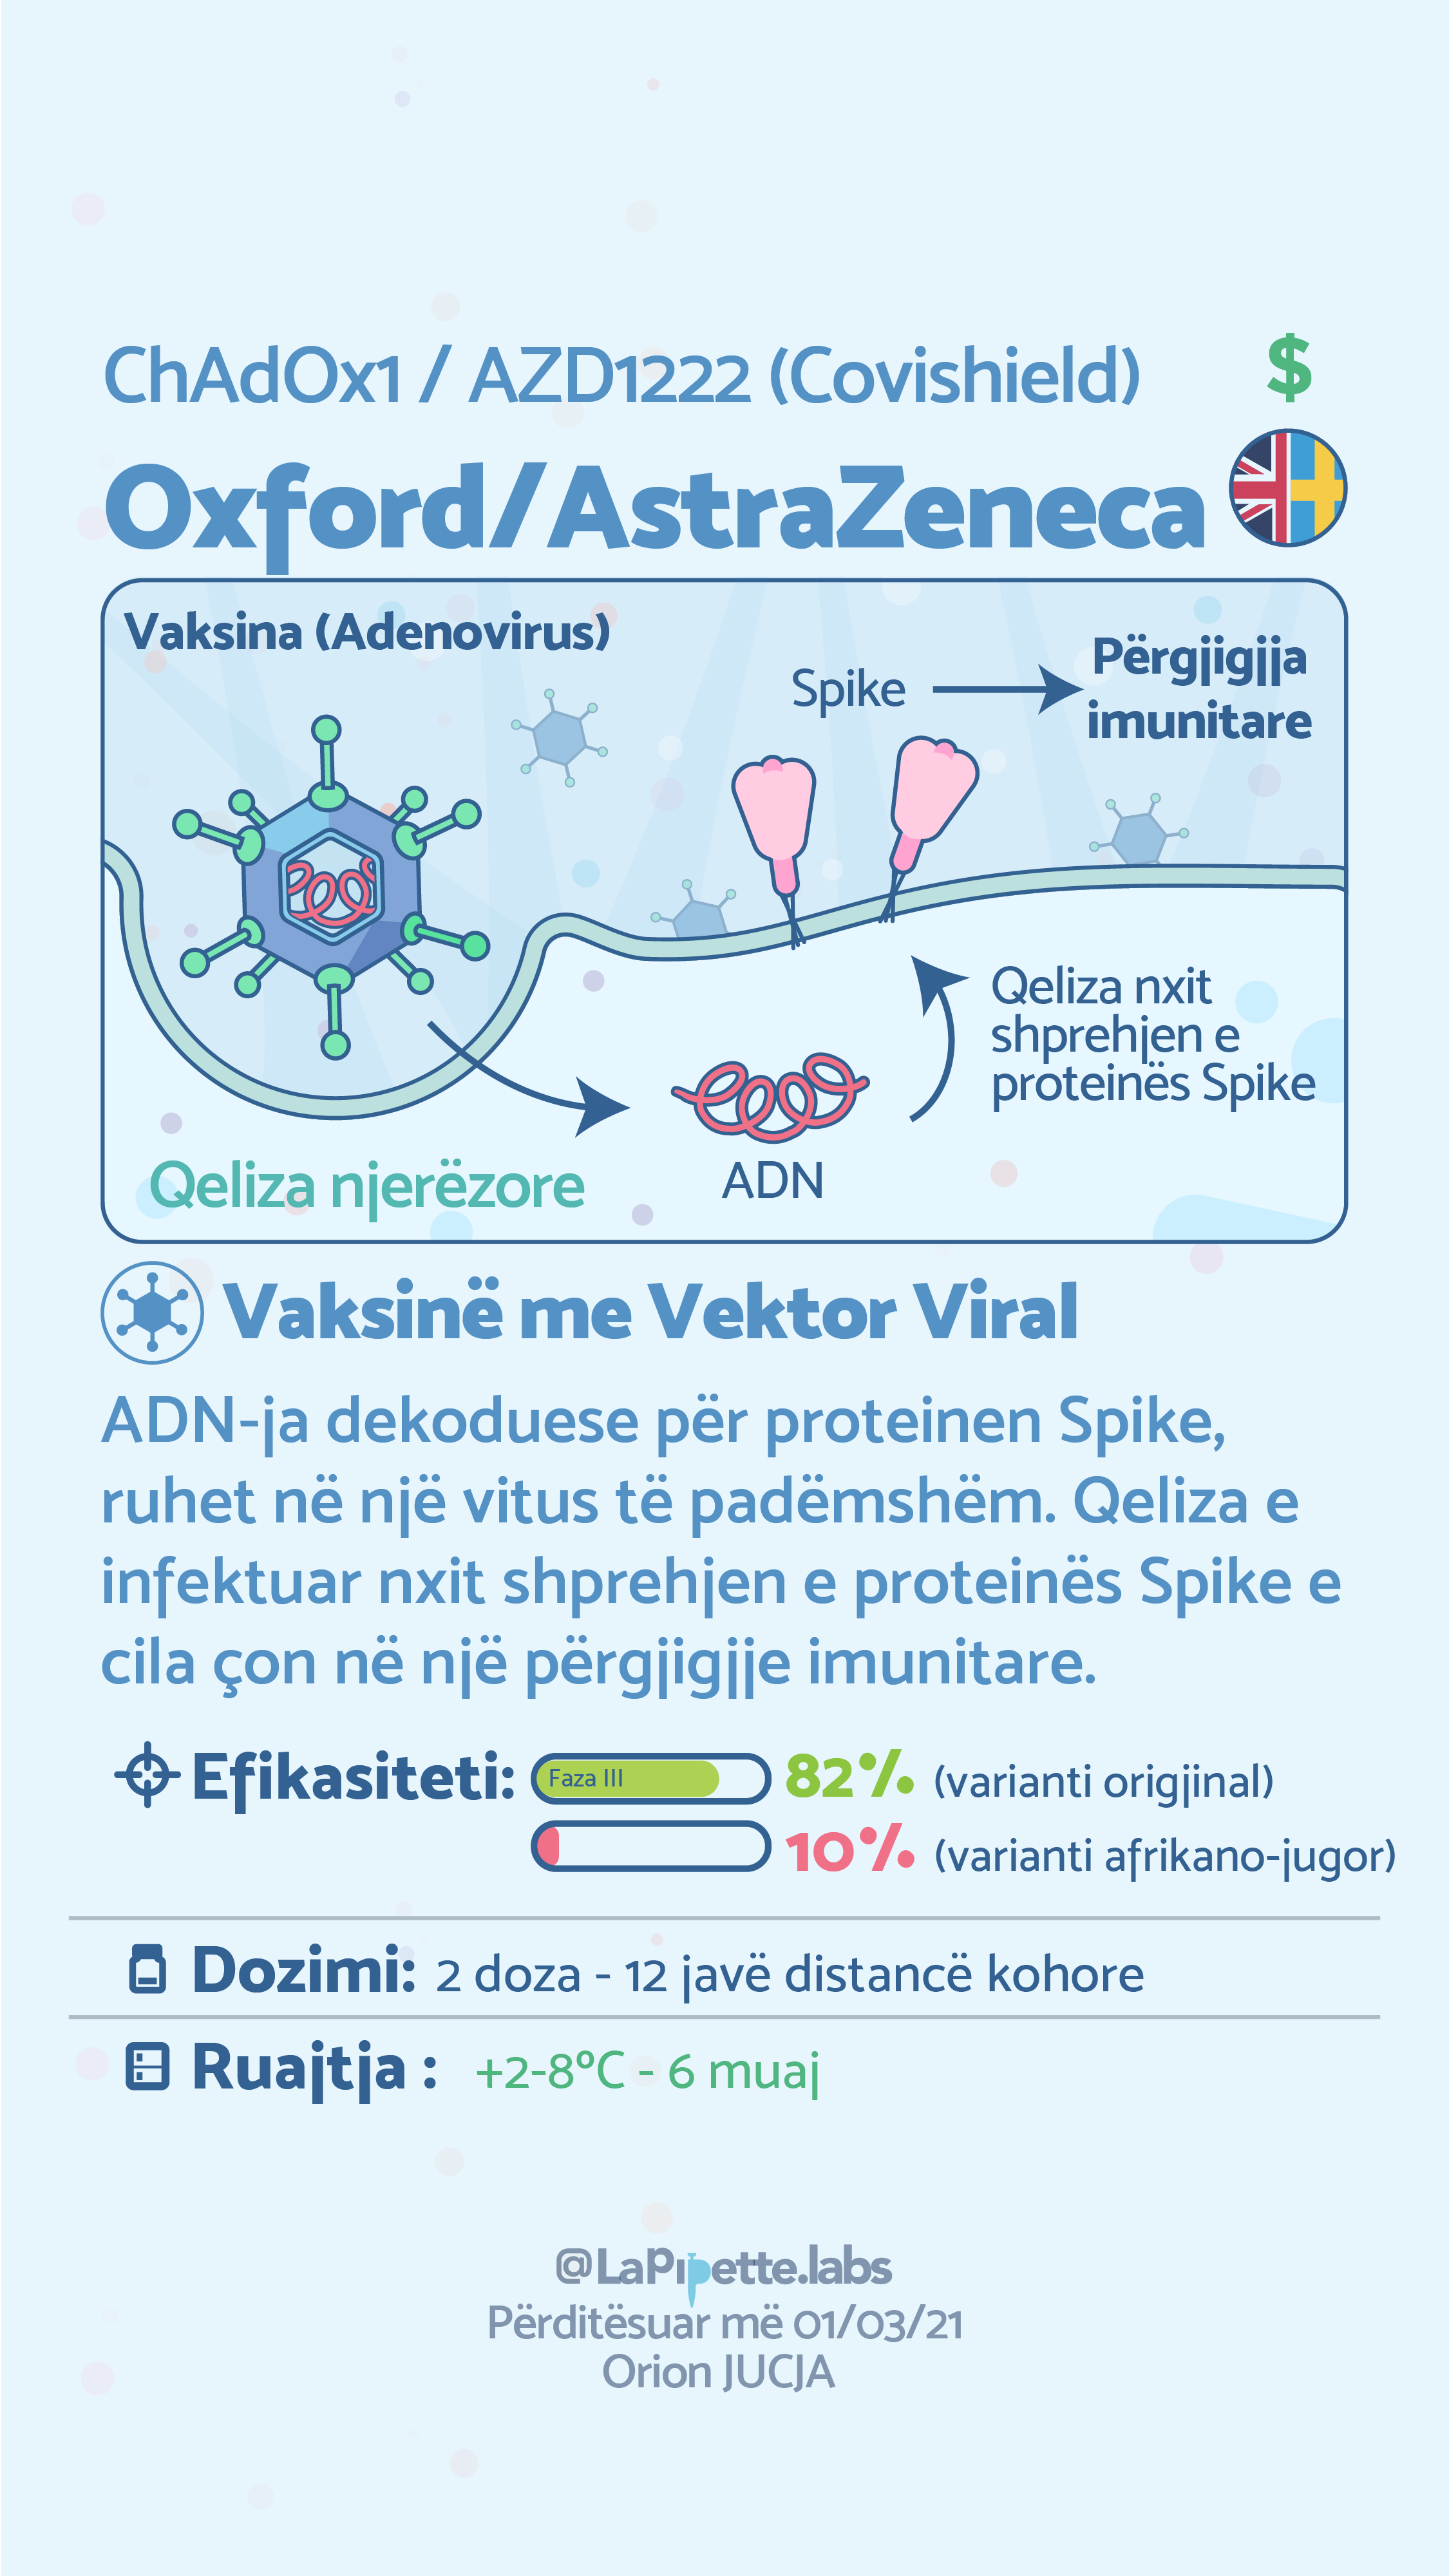 ChAdOx1 / AZD1222 (Covishield)
$
Oxford/AstraZeneca
Vaksina (Adenovirus)
Spike
Përgjigjja
imunitare
Qeliza nxit
shprehjen e
proteinës Spike
ADN
Qeliza njerëzore
Vaksinë me Vektor Viral
ADN-ja dekoduese për proteinen Spike,
ruhet në një vitus të padëmshëm. Qeliza e
infektuar nxit shprehjen e proteinës Spike e
cila çon në një përgjigjje imunitare.
Efikasiteti: Faza III 82% (varianti origjinal)
10% (varianti afrikano-jugor)
Dozimi: 2 doza - 12 javë distancë kohore
Ruajtja : +2-8°C - 6 muaj
@LaPipette.labs
Përditësuar më 01/03/21
Orion JUCJA